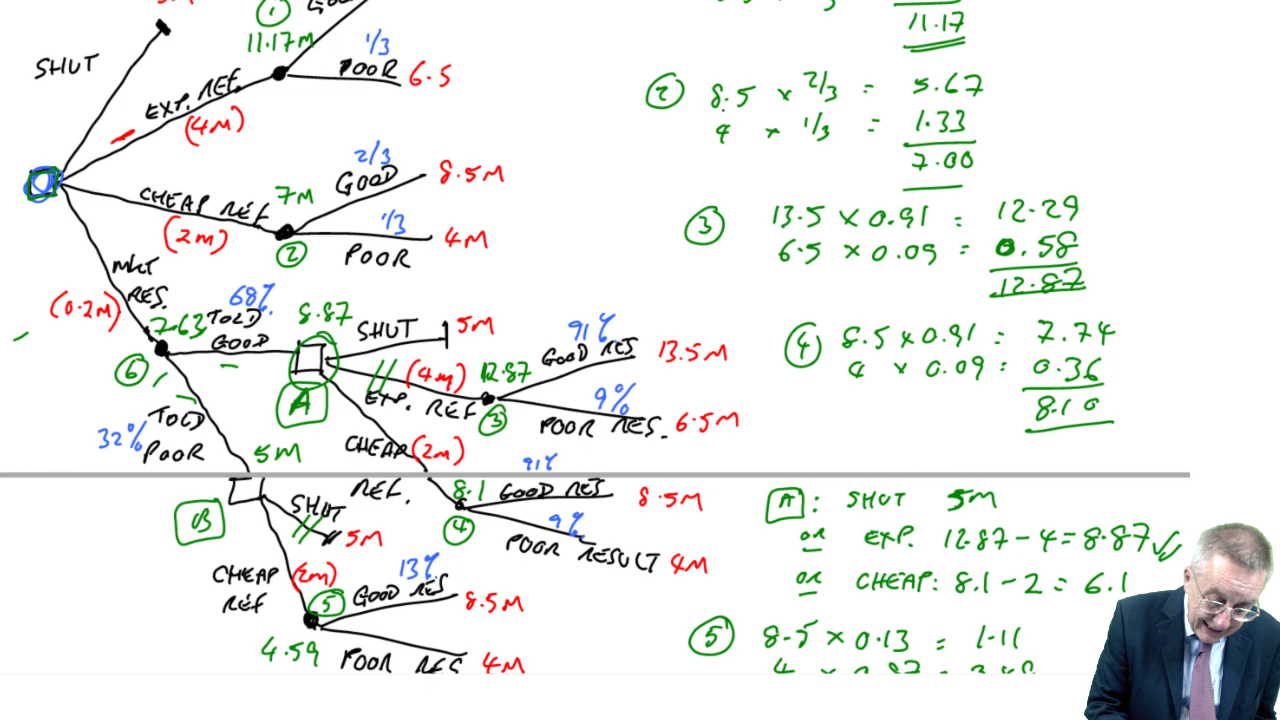 1
11.17M
1/3
POOR 6.5
SHUT
EXP. REF.
(4M)
2/3
GOOD 8.5M
7M
CHEAP REF
(2m)
1/3
4M
2
POOR
MKT
RES.
(0.2M)
7.63
68%
TOLD
GOOD
8.87
SHUT 5M
6
A
(4m)
EXP. REF
12.87
3
91%
GOOD RES 13.5M
9%
POOR RES. 6.5M
TOLD
POOR
32%
5M
CHEAP (2m)
REF.
8.1
4
91%
GOOD RES 8.5M
9%
POOR RESULT 4M
B
SHUT
5M
CHEAP
REF
(2m)
5
13%
GOOD RES 8.5M
4.59
POOR RES 4M
11.17
2
8.5 x 2/3 = 5.67
4 x 1/3 = 1.33
7.00
3
13.5 x 0.91 = 12.29
6.5 x 0.09 = 0.58
12.87
4
8.5 x 0.91 = 7.74
4 x 0.09 = 0.36
8.10
A: SHUT 5M
OR EXP. 12.87 - 4 = 8.87
OR CHEAP: 8.1 - 2 = 6.1
5
8.5 x 0.13 = 1.11